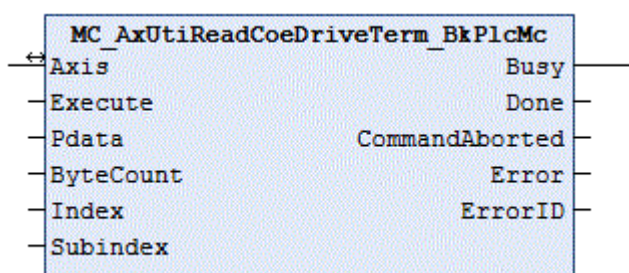 MC_AxUtiReadCoeDriveTerm_BkPlcMc
Axis Busy
Execute Done
Pdata CommandAborted
ByteCount Error
Index ErrorID
Subindex